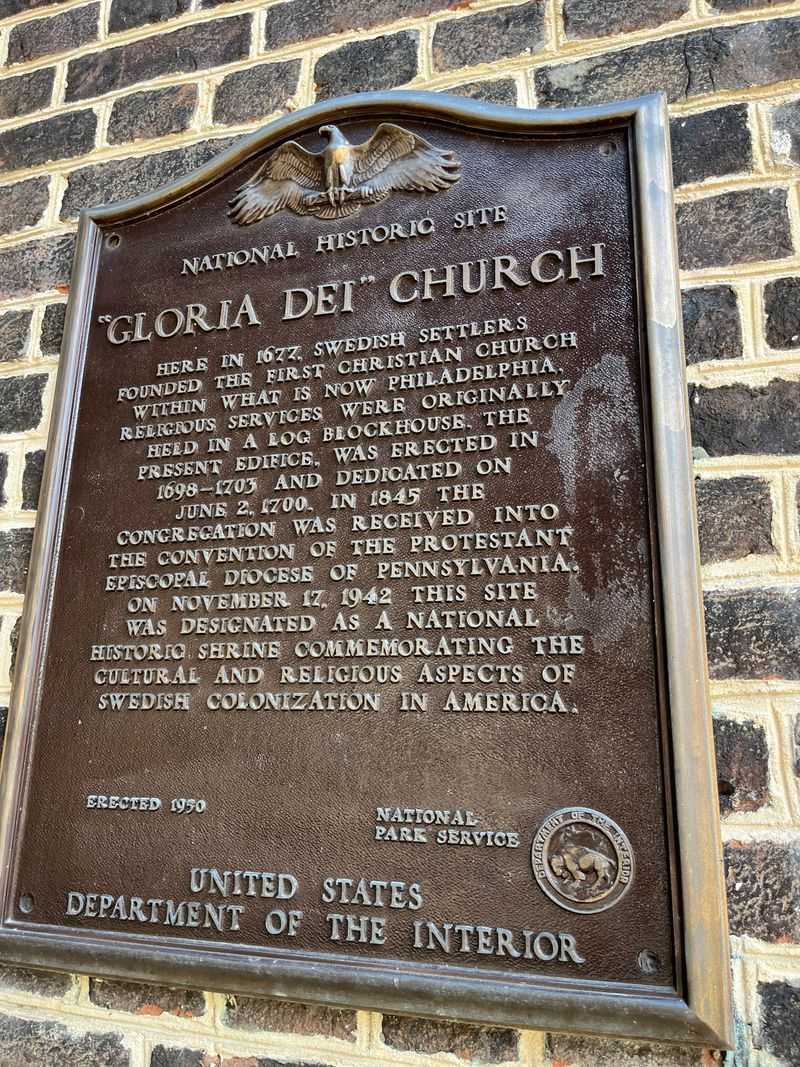 NATIONAL HISTORIC SITE
"GLORIA DEI" CHURCH
HERE IN 1677, SWEDISH SETTLERS
FOUNDED THE FIRST CHRISTIAN CHURCH
WITHIN WHAT IS NOW PHILADELPHIA.
RELIGIOUS SERVICES WERE ORIGINALLY
HELD IN A LOG BLOCKHOUSE. THE
PRESENT EDIFICE, WAS ERECTED IN
1698-1703 AND DEDICATED ON
JUNE 2, 1700. IN 1845 THE
CONGREGATION WAS RECEIVED INTO
THE CONVENTION OF THE PROTESTANT
EPISCOPAL DIOCESE OF PENNSYLVANIA.
ON NOVEMBER 17, 1942 THIS SITE
WAS DESIGNATED AS A NATIONAL
HISTORIC SHRINE COMMEMORATING THE
CULTURAL AND RELIGIOUS ASPECTS OF
SWEDISH COLONIZATION IN AMERICA.
ERECTED 1950
NATIONAL
PARK SERVICE
DEPARTMENT OF THE INTERIOR
UNITED STATES
DEPARTMENT OF THE INTERIOR